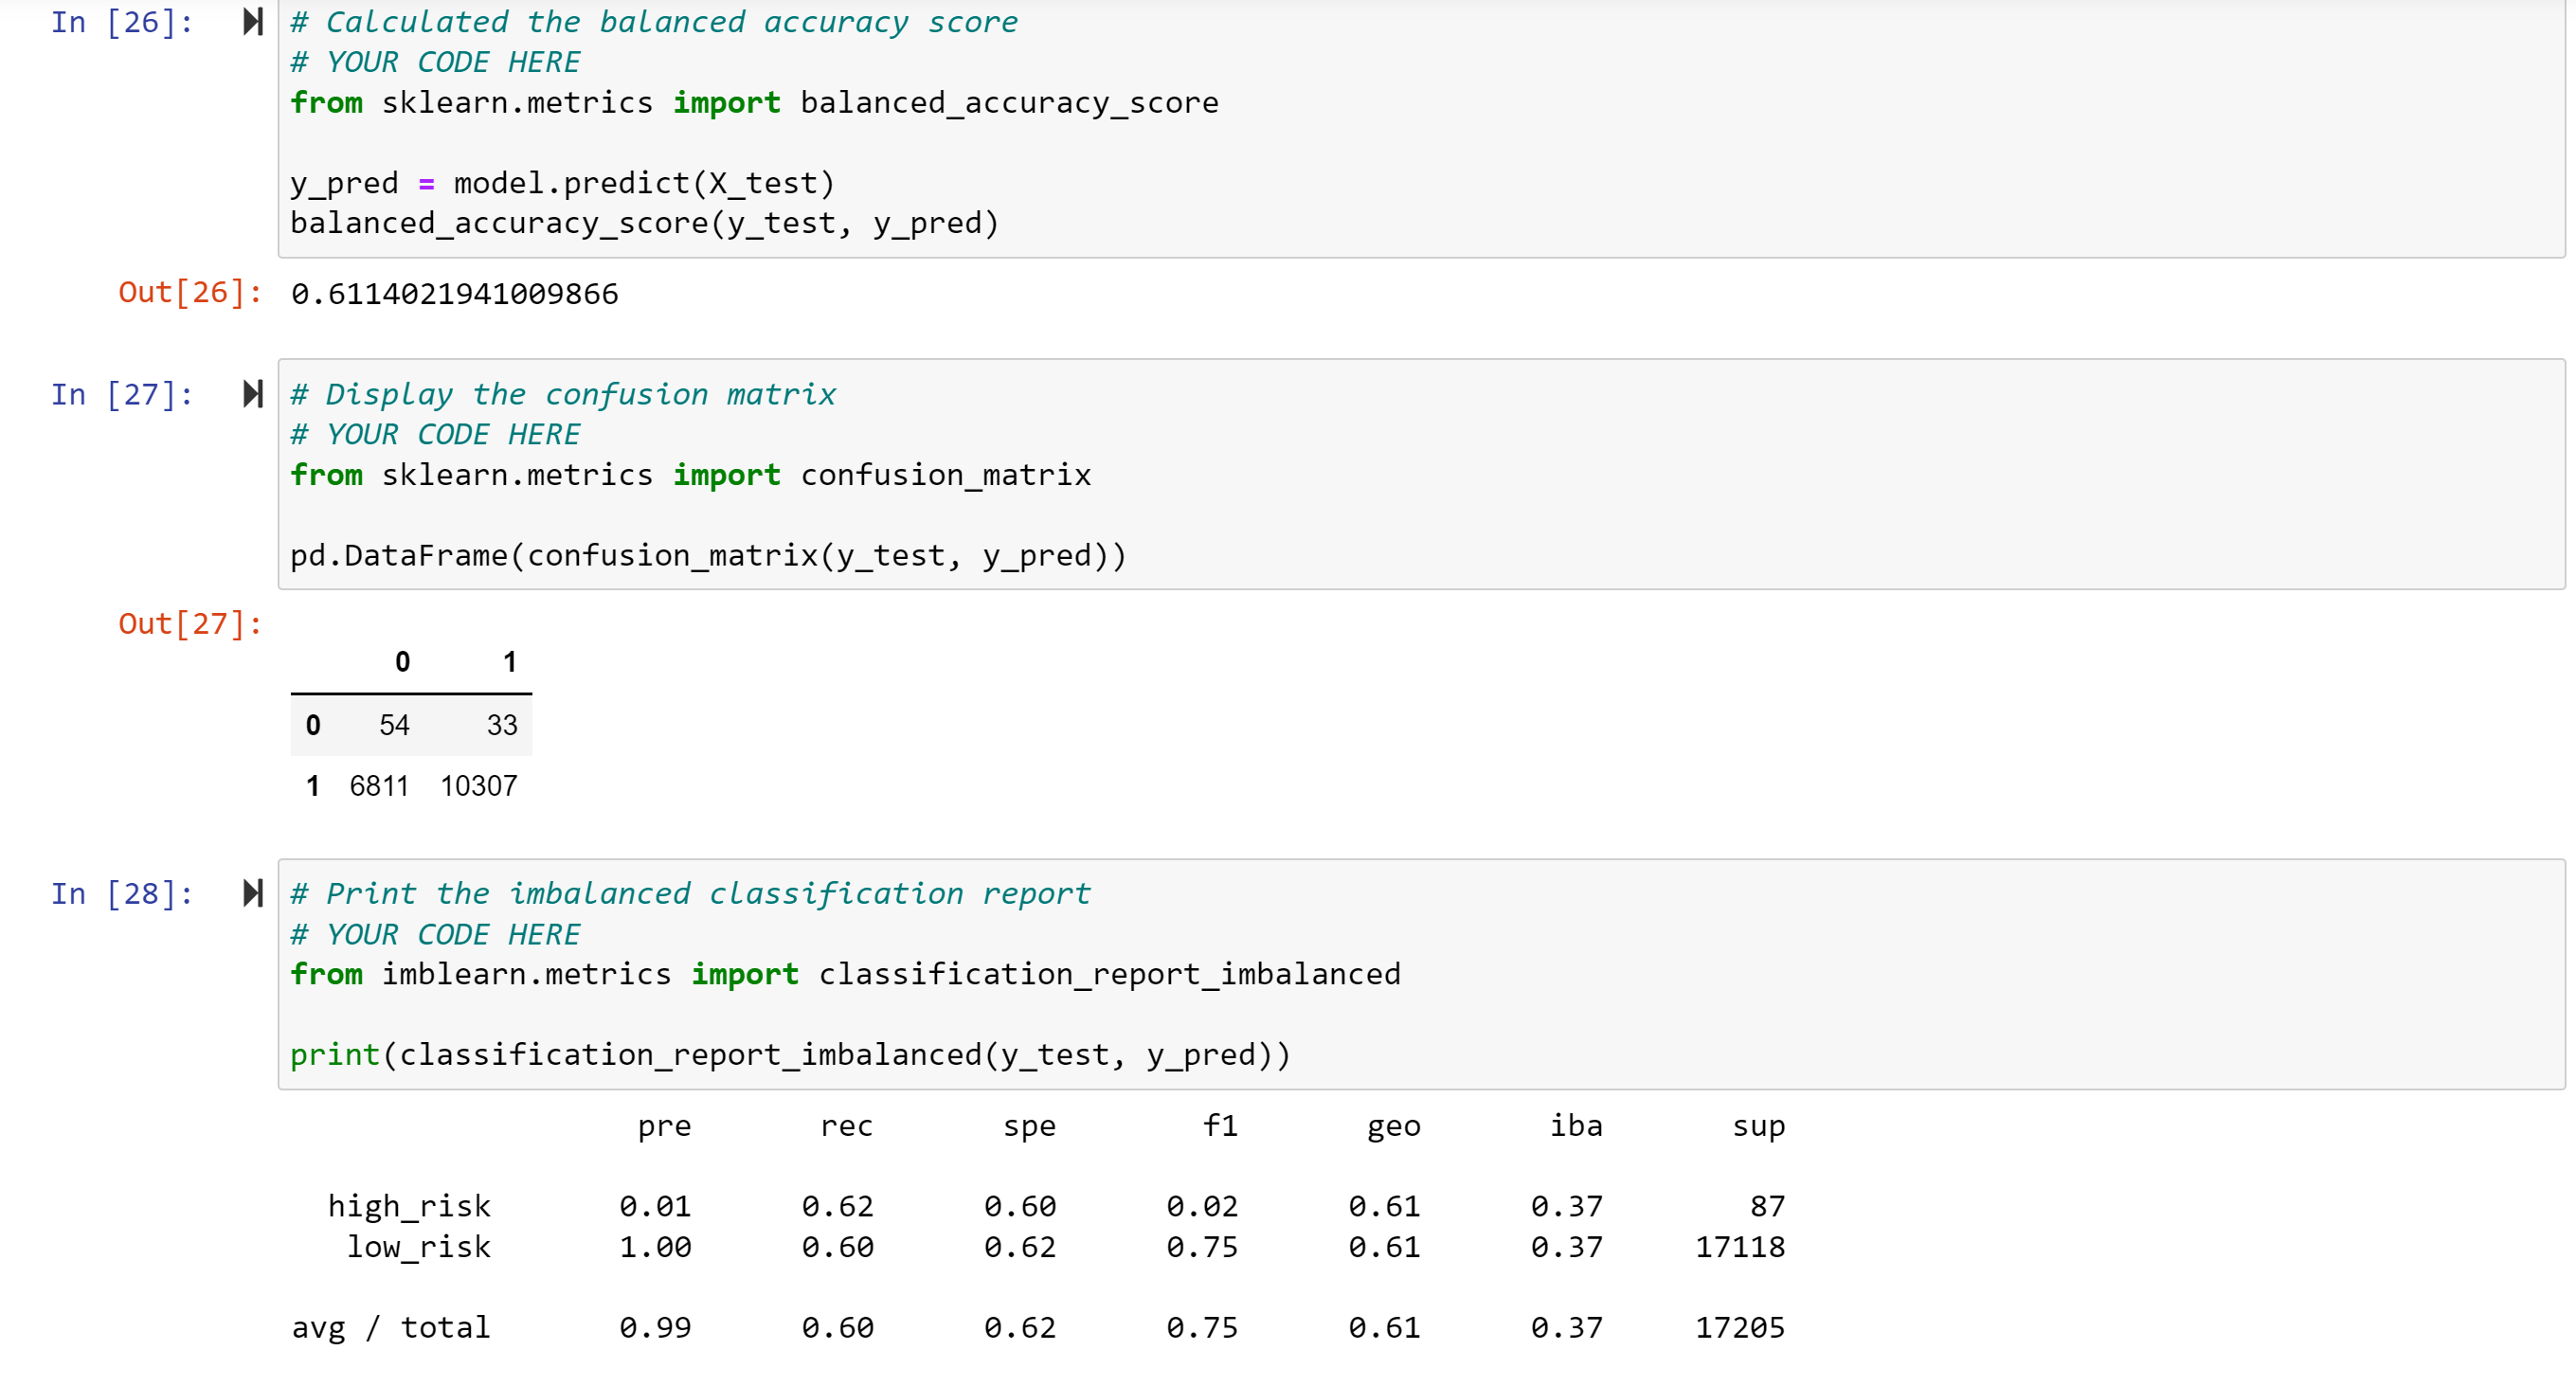 In [26]:
# Calculated the balanced accuracy score
# YOUR CODE HERE
from sklearn.metrics import balanced_accuracy_score
y_pred = model.predict(X_test)
balanced_accuracy_score(y_test, y_pred)
Out[26]: 0.6114021941009866
In [27]:
# Display the confusion matrix
# YOUR CODE HERE
from sklearn.metrics import confusion_matrix
pd.DataFrame(confusion_matrix(y_test, y_pred))
Out[27]:
0 1
0 54 33
1 6811 10307
In [28]:
# Print the imbalanced classification report
# YOUR CODE HERE
from imblearn.metrics import classification_report_imbalanced
print(classification_report_imbalanced(y_test, y_pred))
pre rec spe f1 geo iba sup
high_risk 0.01 0.62 0.60 0.02 0.61 0.37 87
low_risk 1.00 0.60 0.62 0.75 0.61 0.37 17118
avg / total 0.99 0.60 0.62 0.75 0.61 0.37 17205